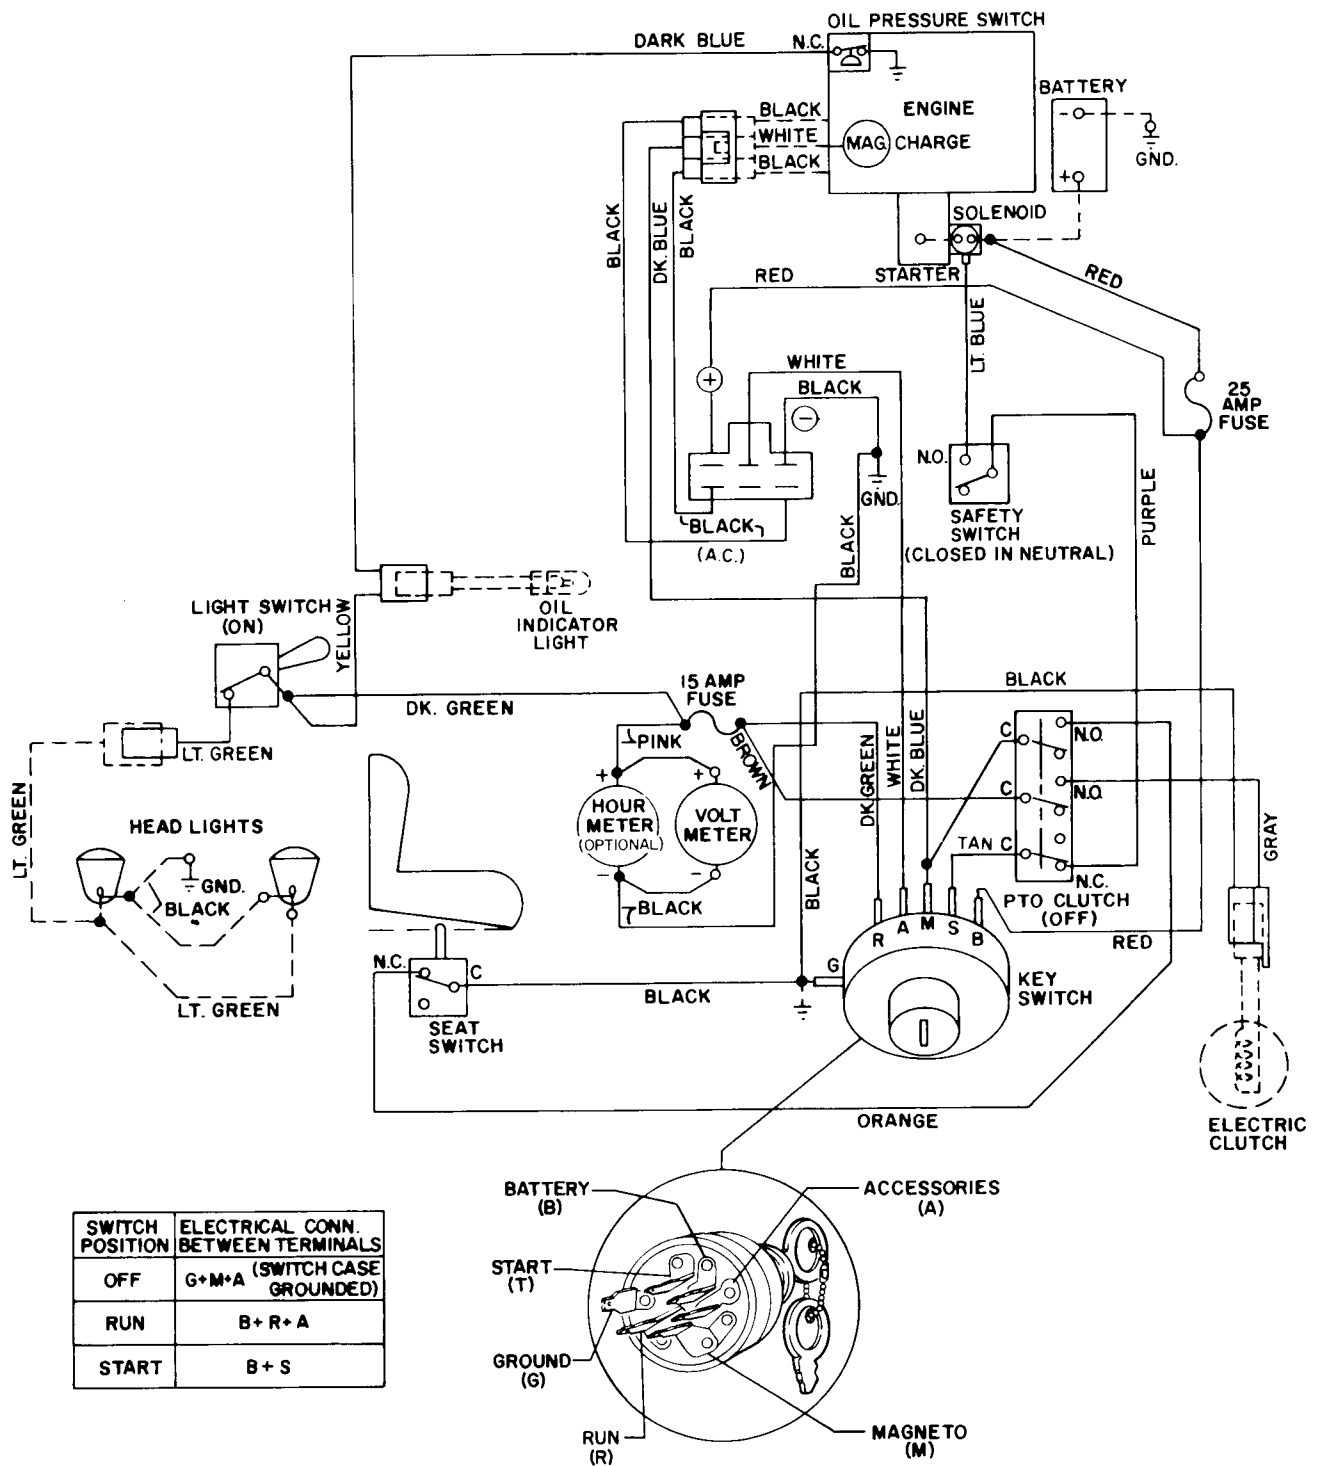 OIL PRESSURE SWITCH
DARK BLUE
N.C.
BATTERY
BLACK
ENGINE
-
WHITE
MAG.
CHARGE
GND.
BLACK
+
BLACK
DK. BLUE
BLACK
SOLENOID
RED
STARTER
RED
LT. BLUE
WHITE
+
BLACK
-
25
AMP
FUSE
N.O.
GND.
PURPLE
BLACK
(A.C.)
BLACK
SAFETY
SWITCH
(CLOSED IN NEUTRAL)
LIGHT SWITCH
(ON)
YELLOW
OIL
INDICATOR
LIGHT
15 AMP
FUSE
BLACK
DK. GREEN
PINK
BROWN
DK. GREEN
WHITE
DK. BLUE
C
N.O.
LT. GREEN
+
+
C
N.O.
LT. GREEN
HEAD LIGHTS
HOUR
METER
(OPTIONAL)
VOLT
METER
TAN
C
GRAY
GND.
-
-
BLACK
N.C.
BLACK
BLACK
PTO CLUTCH
(OFF)
R
A
M
S
B
RED
N.C.
C
G
BLACK
KEY
SWITCH
LT. GREEN
SEAT
SWITCH
ORANGE
ELECTRIC
CLUTCH
BATTERY
(B)
ACCESSORIES
(A)
START
(T)
GROUND
(G)
RUN
(R)
MAGNETO
(M)
SWITCH POSITION
ELECTRICAL CONN. BETWEEN TERMINALS
OFF
G+M+A (SWITCH CASE GROUNDED)
RUN
B+R+A
START
B+S